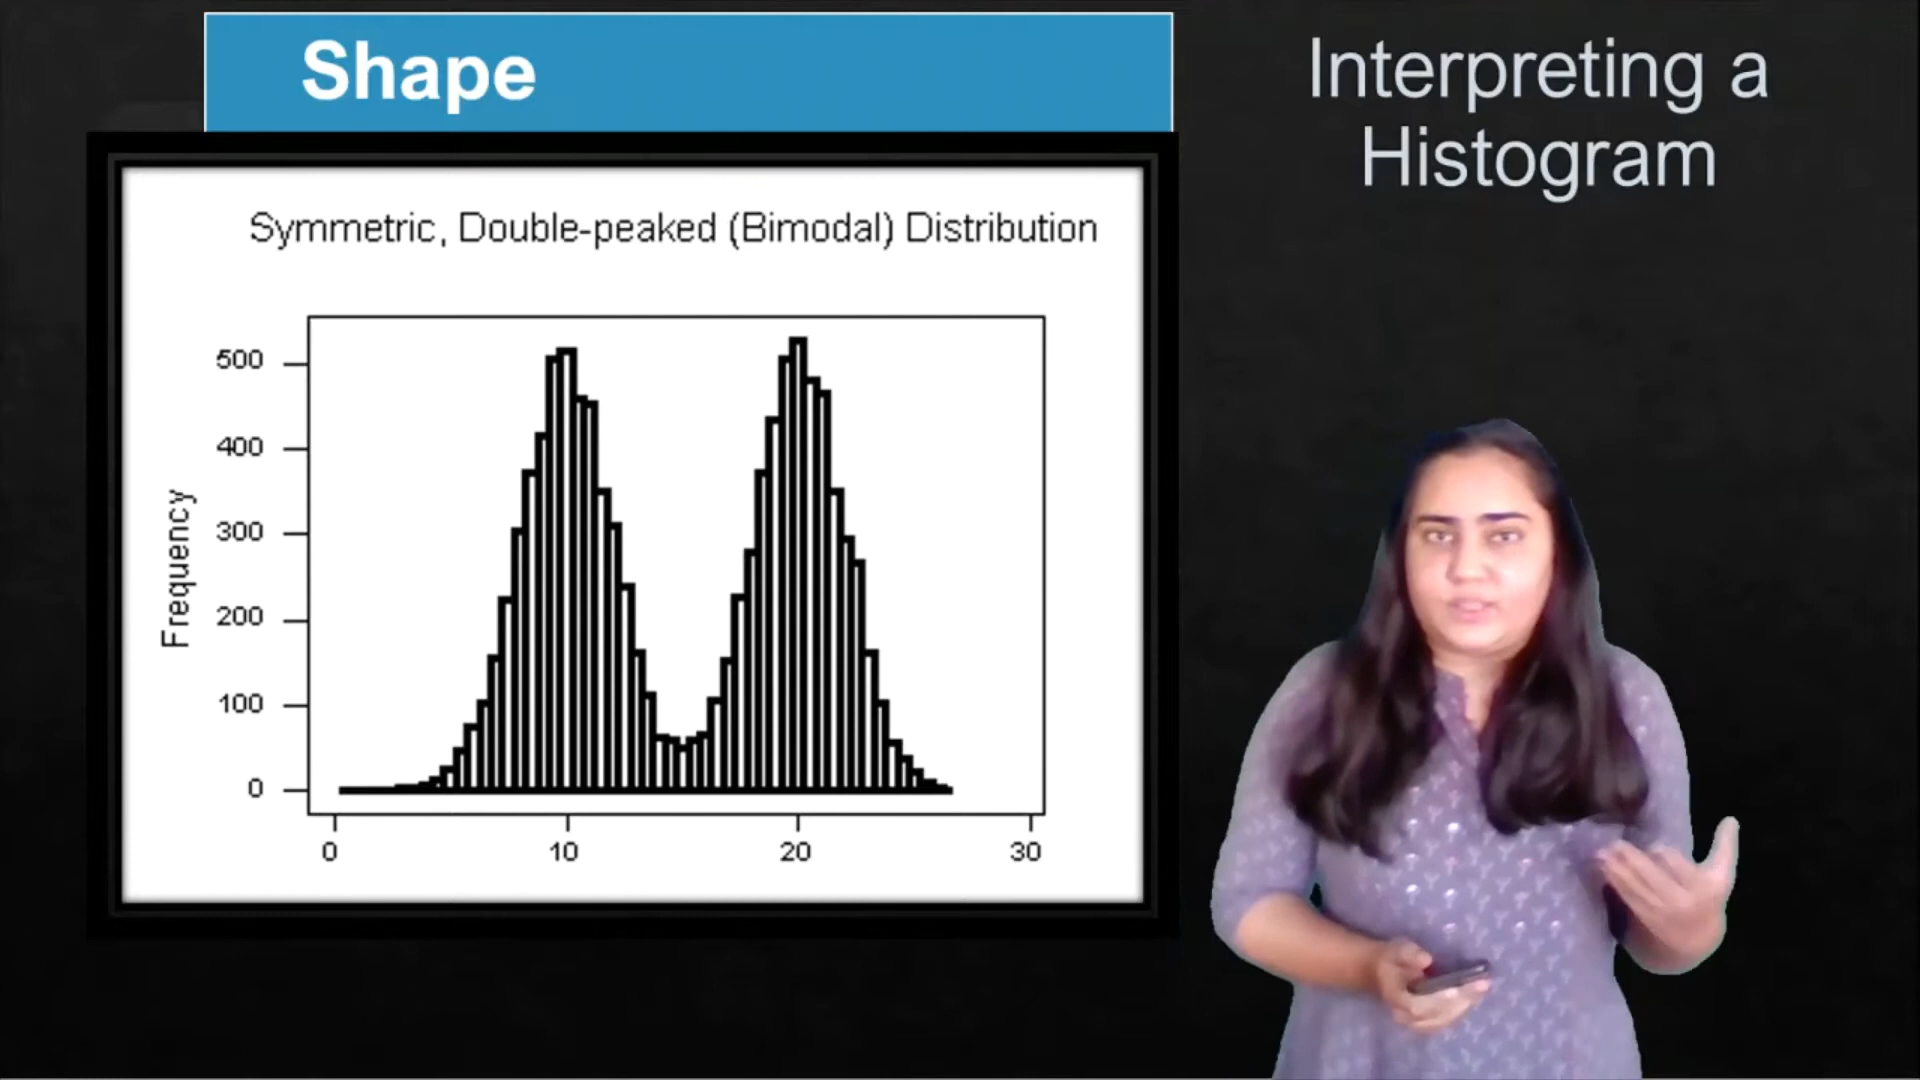 Shape
Interpreting a
Histogram
Symmetric, Double-peaked (Bimodal) Distribution
Frequency
500
400
300
200
100
0
0 10 20 30